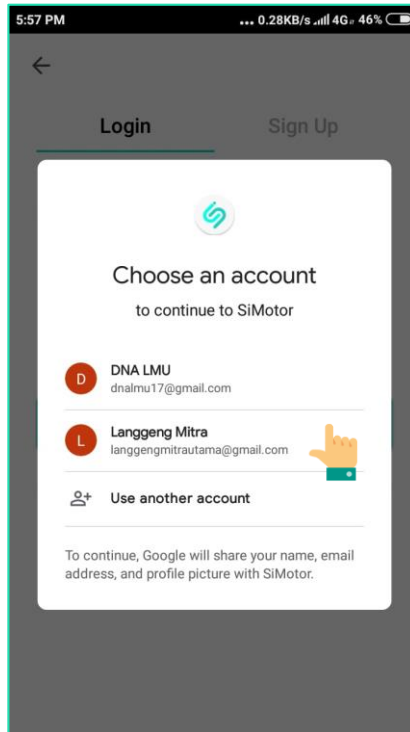 5:57 PM ... 0.28KB/s 4G 46%
Login Sign Up
Choose an account
to continue to SiMotor
D DNA LMU
dnalmu17@gmail.com
L Langgeng Mitra
langgengmitrautama@gmail.com
Use another account
To continue, Google will share your name, email
address, and profile picture with SiMotor.